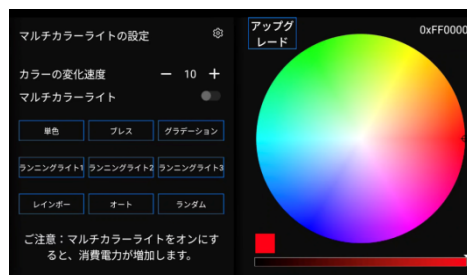 マルチカラーライトの設定
カラーの変化速度 － 10 ＋
マルチカラーライト
単色 ブレス グラデーション
ランニングライト1 ランニングライト2 ランニングライト3
レインボー オート ランダム
ご注意：マルチカラーライトをオンにす
ると、消費電力が増加します。
アップグ
レード
0xFF0000